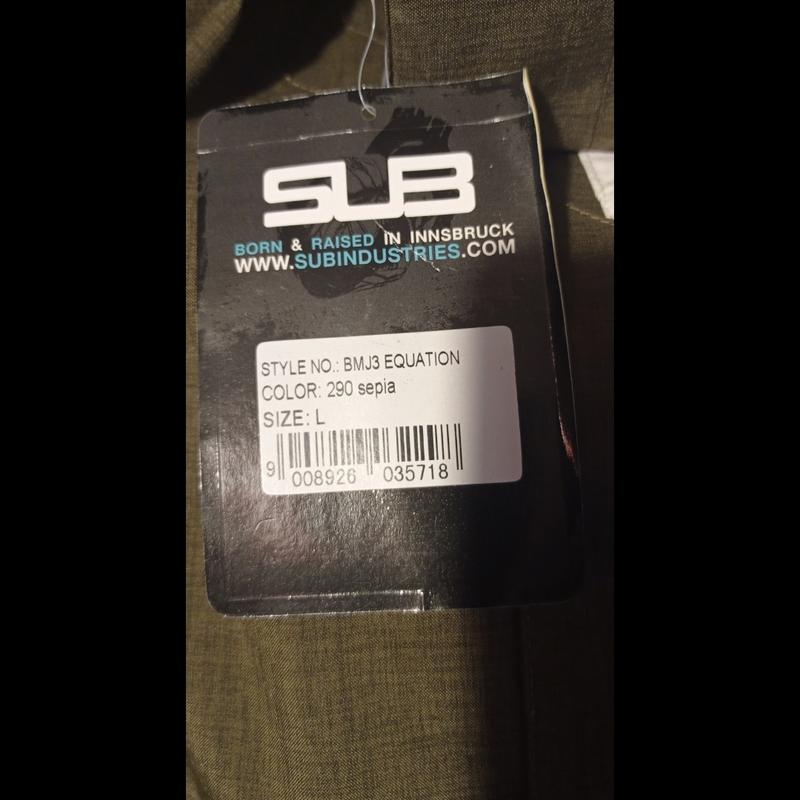 SUB
BORN & RAISED IN INNSBRUCK
WWW.SUBINDUSTRIES.COM
STYLE NO.: BMJ3 EQUATION
COLOR: 290 sepia
SIZE: L
9 008926 035718